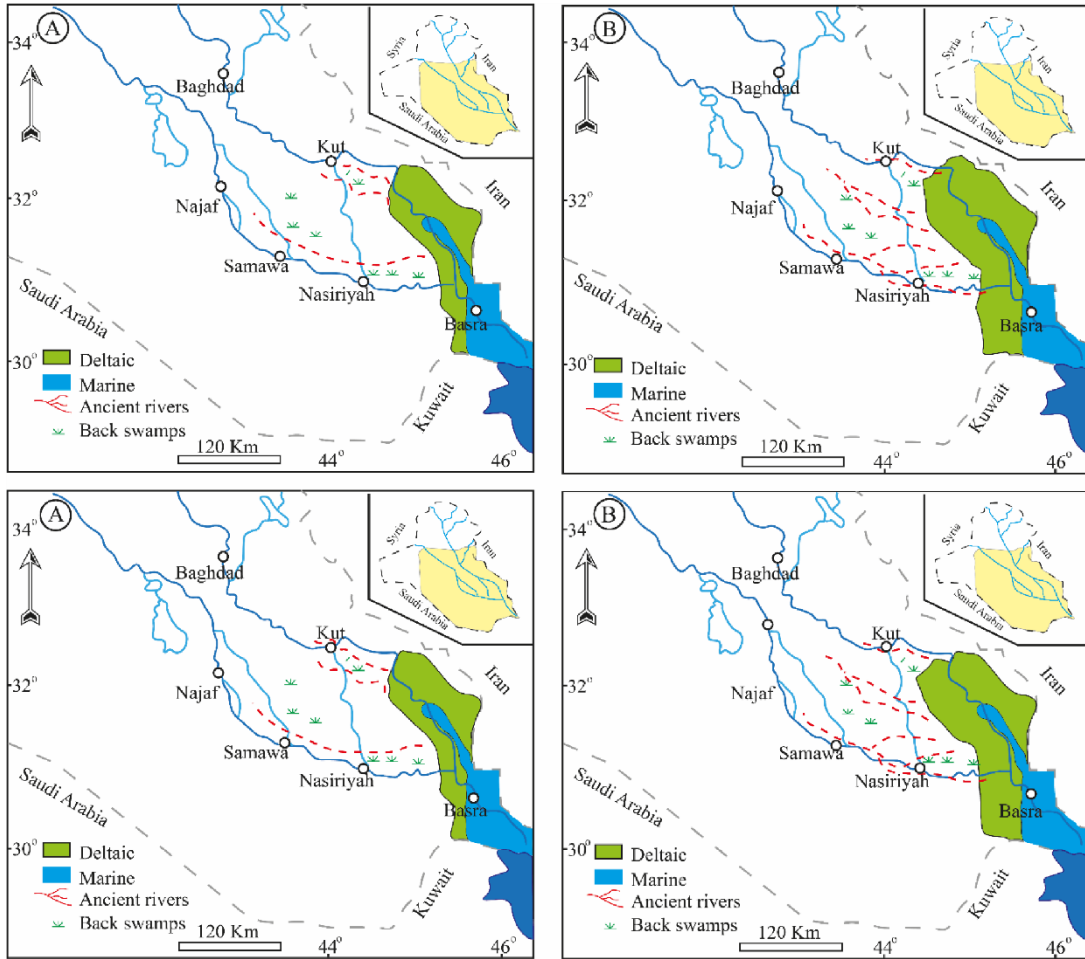 A
34°
Syria
Iran
Saudi Arabia
Baghdad
Kut
32°
Najaf
Iran
Samawa
Nasiriyah
Saudi Arabia
Basra
30°
Deltaic
Marine
Ancient rivers
Back swamps
Kuwait
120 Km
44°
46°
B
34°
Syria
Iran
Saudi Arabia
Baghdad
Kut
32°
Najaf
Iran
Samawa
Nasiriyah
Saudi Arabia
Basra
30°
Deltaic
Marine
Ancient rivers
Back swamps
Kuwait
120 Km
44°
46°
A
34°
Syria
Iran
Saudi Arabia
Baghdad
Kut
32°
Najaf
Iran
Samawa
Nasiriyah
Saudi Arabia
Basra
30°
Deltaic
Marine
Ancient rivers
Back swamps
Kuwait
120 Km
44°
46°
B
34°
Syria
Iran
Saudi Arabia
Baghdad
Kut
32°
Najaf
Iran
Samawa
Nasiriyah
Saudi Arabia
Basra
30°
Deltaic
Marine
Ancient rivers
Back swamps
Kuwait
120 Km
44°
46°